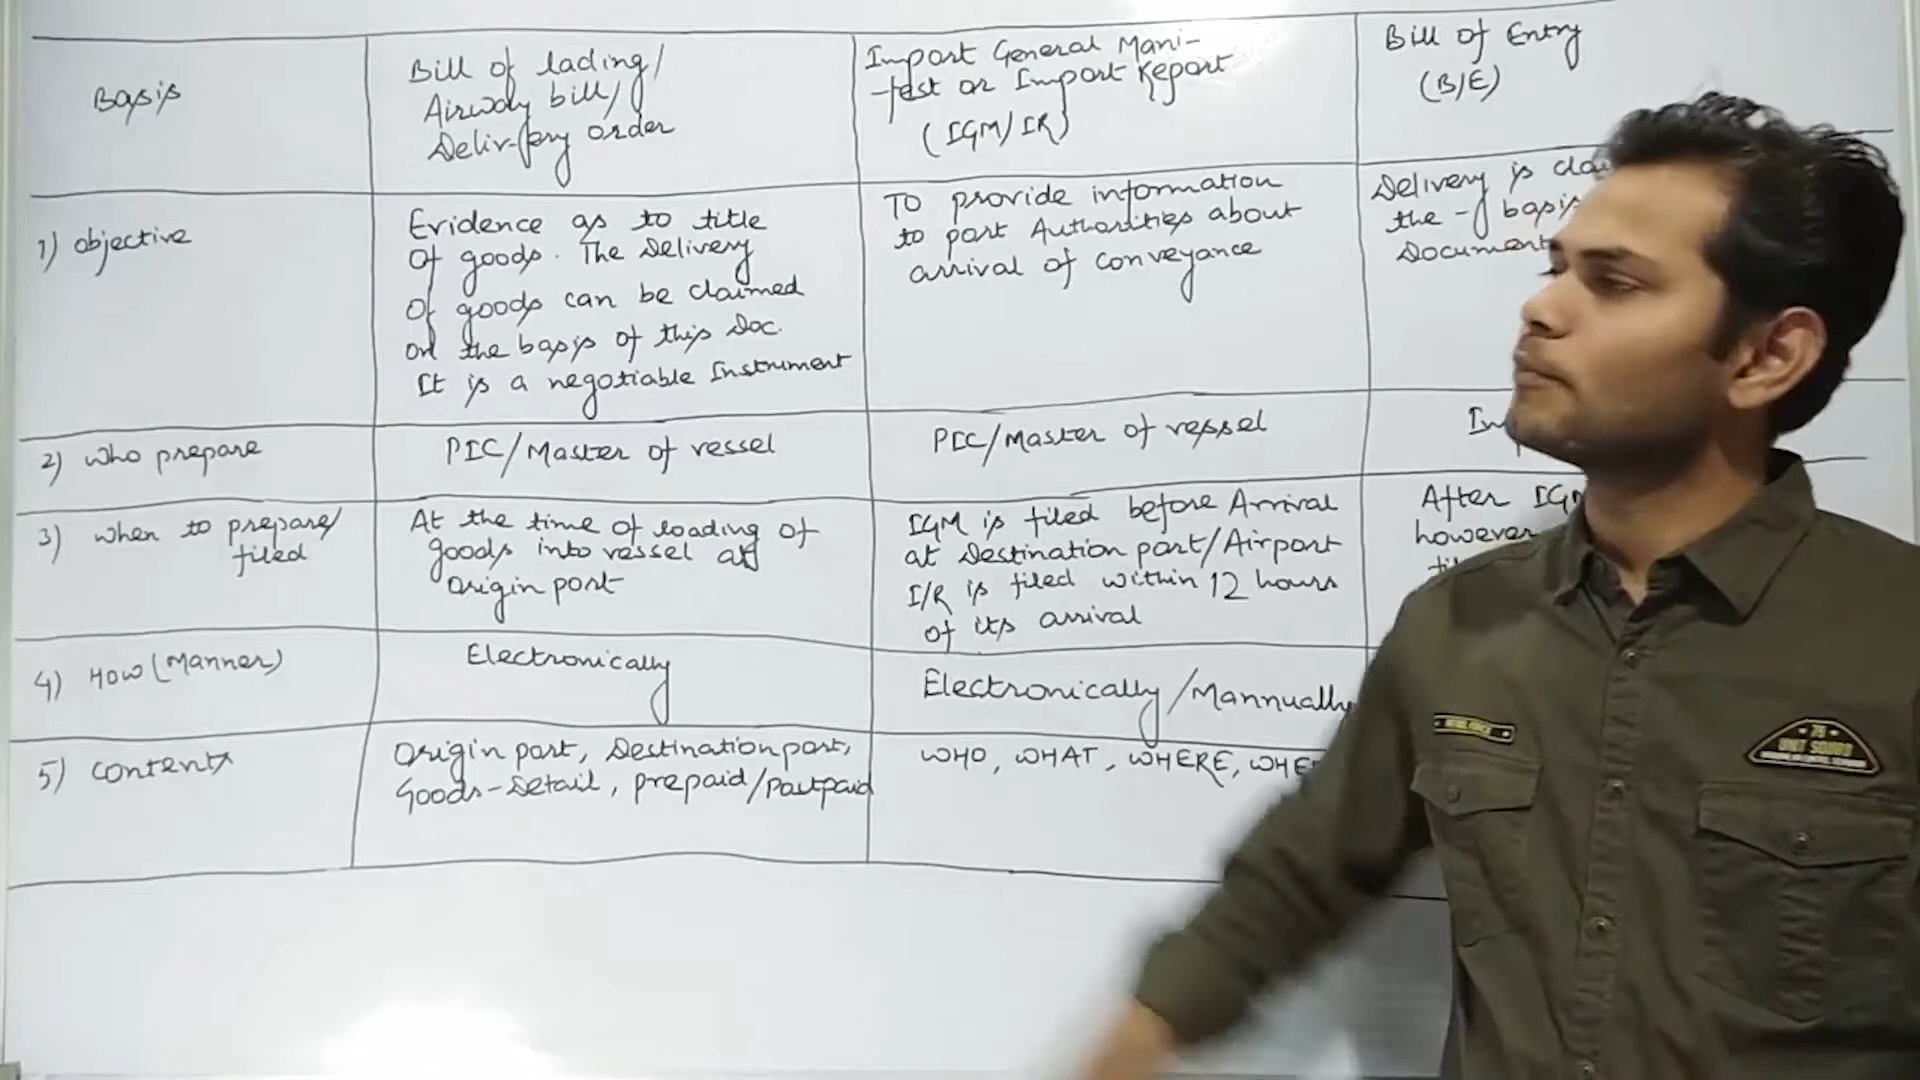 Basis
Bill of lading/
Airway bill/
Delivery order
Import General Mani-
-fest or Import Report
(IGM/IR)
Bill of Entry
(B/E)
1) Objective
Evidence as to title
Of goods. The Delivery
Of goods can be claimed
on the basis of this Doc.
It is a negotiable Instrument
To provide information
to port Authorities about
arrival of conveyance
Delivery is
the - basis
Document
2) who prepare
PIC/Master of vessel
PIC/Master of vessel
3) when to prepare/
filed
At the time of loading of
goods into vessel at
origin port
IGM is filed before Arrival
at Destination port/Airport
I/R is filed within 12 hours
of its arrival
After IGM
however
4) How (Manner)
Electronically
Electronically/Mannually
5) contents
Origin port, Destination port,
Goods-Detail, prepaid/Postpaid
WHO, WHAT, WHERE,